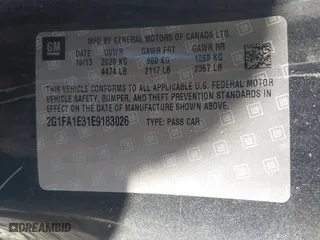 GM
MFD BY GENERAL MOTORS OF CANADA LTD.
DATE GVWR GAWR FRT GAWR RR
10/13 2029 KG 960 KG 1069 KG
4474 LB 2117 LB 2357 LB
THIS VEHICLE CONFORMS TO ALL APPLICABLE U.S. FEDERAL MOTOR
VEHICLE SAFETY, BUMPER, AND THEFT PREVENTION STANDARDS IN
EFFECT ON THE DATE OF MANUFACTURE SHOWN ABOVE.
2G1FA1E31E9183026 TYPE: PASS CAR
DREAMBID